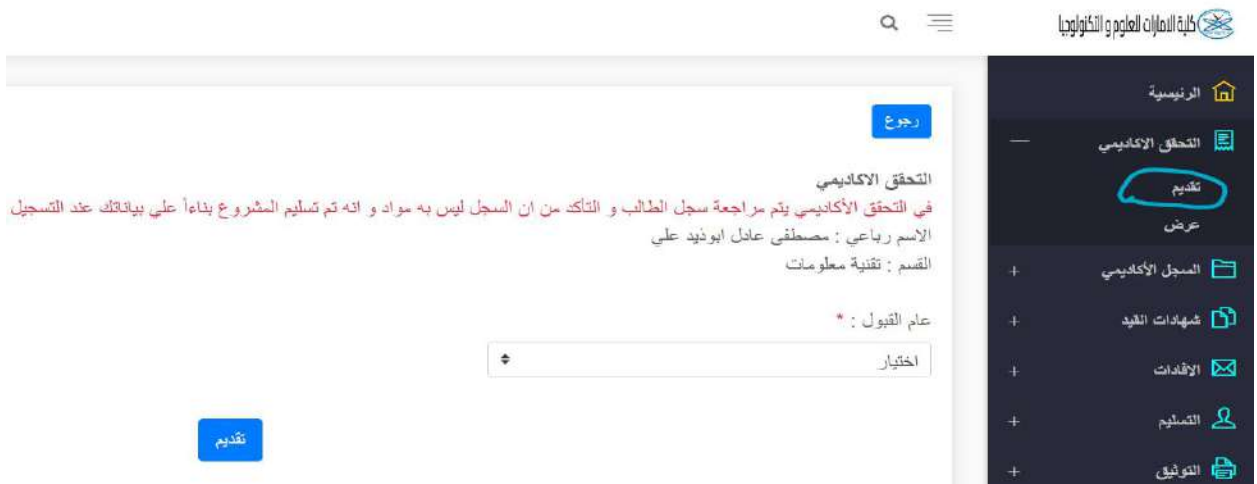 كلية الامارات للعلوم و التكنولوجيا
الرئيسية
التحقق الاكاديمي
تقديم
عرض
السجل الأكاديمي
شهادات القيد
الافادات
التسليم
التوثيق
رجوع
التحقق الاكاديمي
في التحقق الأكاديمي يتم مراجعة سجل الطالب و التأكد من ان السجل ليس به مواد و انه تم تسليم المشروع بناءاً علي بياناتك عند التسجيل
الاسم رباعي : مصطفى عادل ابوذيد علي
القسم : تقنية معلومات
عام القبول : *
اختيار
تقديم